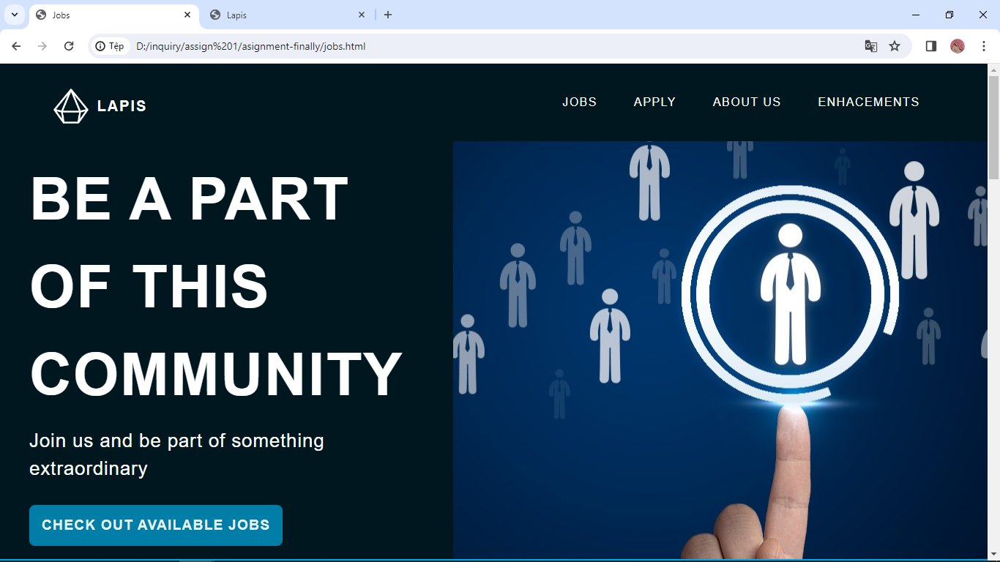 Jobs
Lapis
Tệp
D:/inquiry/assign%201/asignment-finally/jobs.html
LAPIS
JOBS
APPLY
ABOUT US
ENHACEMENTS
BE A PART
OF THIS
COMMUNITY
Join us and be part of something
extraordinary
CHECK OUT AVAILABLE JOBS